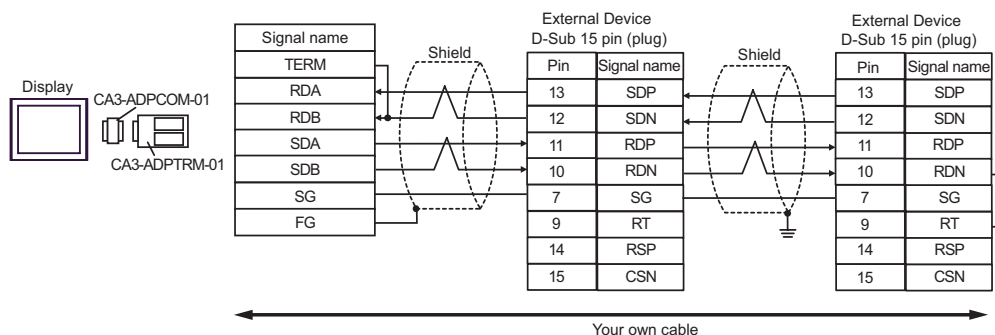 Display
CA3-ADPCOM-01
CA3-ADPTRM-01
Signal name
TERM
RDA
RDB
SDA
SDB
SG
FG
Shield
External Device
D-Sub 15 pin (plug)
Pin Signal name
13 SDP
12 SDN
11 RDP
10 RDN
7 SG
9 RT
14 RSP
15 CSN
Shield
External Device
D-Sub 15 pin (plug)
Pin Signal name
13 SDP
12 SDN
11 RDP
10 RDN
7 SG
9 RT
14 RSP
15 CSN
Your own cable